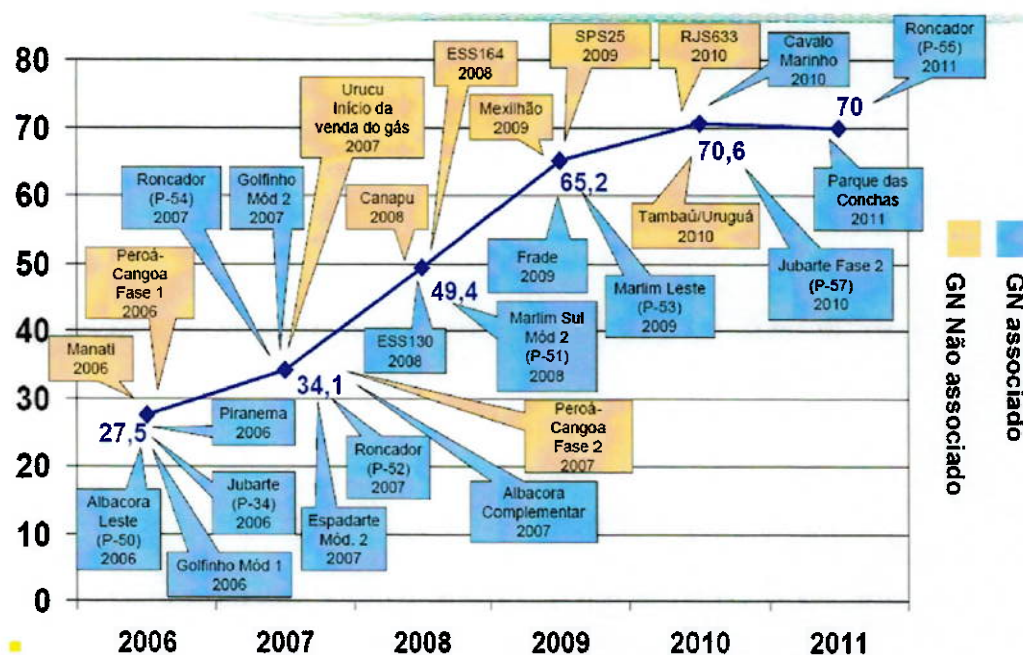 80
70
60
50
40
30
20
10
0
Manati
2006
Peroá-
Cangoa
Fase 1
2006
Roncador
(P-54)
2007
Golfinho
Mód 2
2007
Urucu
Início da
venda do gás
2007
Canapu
2008
ESS164
2008
Mexilhão
2009
SPS25
2009
RJS633
2010
Cavalo
Marinho
2010
Roncador
(P-55)
2011
27,5
34,1
49,4
65,2
70,6
70
Piranema
2006
Jubarte
(P-34)
2006
Albacora
Leste
(P-50)
2006
Golfinho Mód 1
2006
Espadarte
Mód. 2
2007
Roncador
(P-52)
2007
Albacora
Complementar
2007
Peroá-
Cangoa
Fase 2
2007
ESS130
2008
Marlim Sul
Mód 2
(P-51)
2008
Frade
2009
Marlim Leste
(P-53)
2009
Tambaú/Uruguá
2010
Jubarte Fase 2
(P-57)
2010
Parque das
Conchas
2011
2006
2007
2008
2009
2010
2011
GN associado
GN Não associado